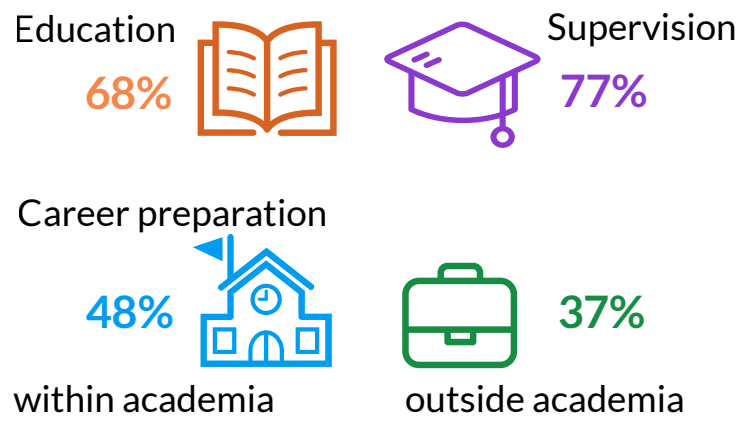 Education
68%
Supervision
77%
Career preparation
48%
37%
within academia
outside academia